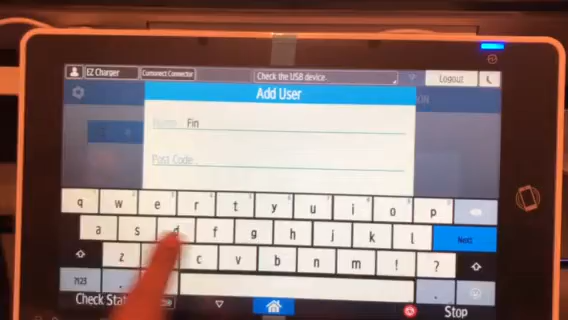 EZ Charger Cumorect Connector Check the USB device. Logout
Add User
Name Fin
Post Code
q w e r t y u i o p
a s d f g h j k l Next
z c v b n m ! ?
?123 . .
Check Stat Stop